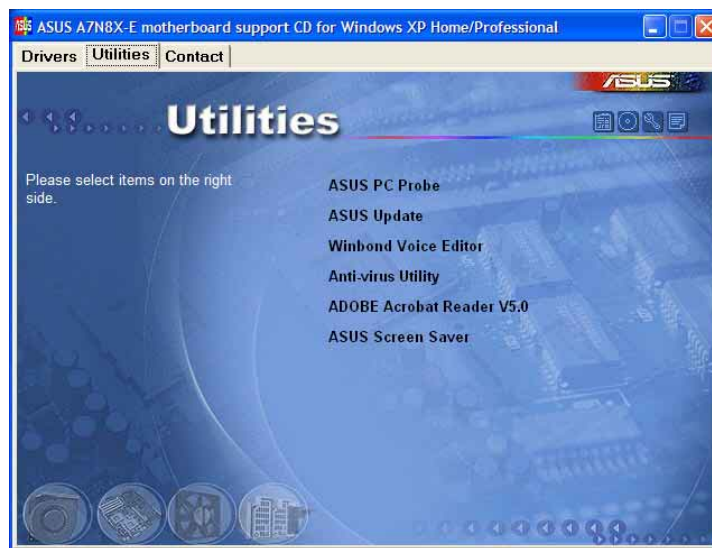 ASUS A7N8X-E motherboard support CD for Windows XP Home/Professional
Drivers Utilities Contact
ASUS
Utilities
Please select items on the right
side.
ASUS PC Probe
ASUS Update
Winbond Voice Editor
Anti-virus Utility
ADOBE Acrobat Reader V5.0
ASUS Screen Saver